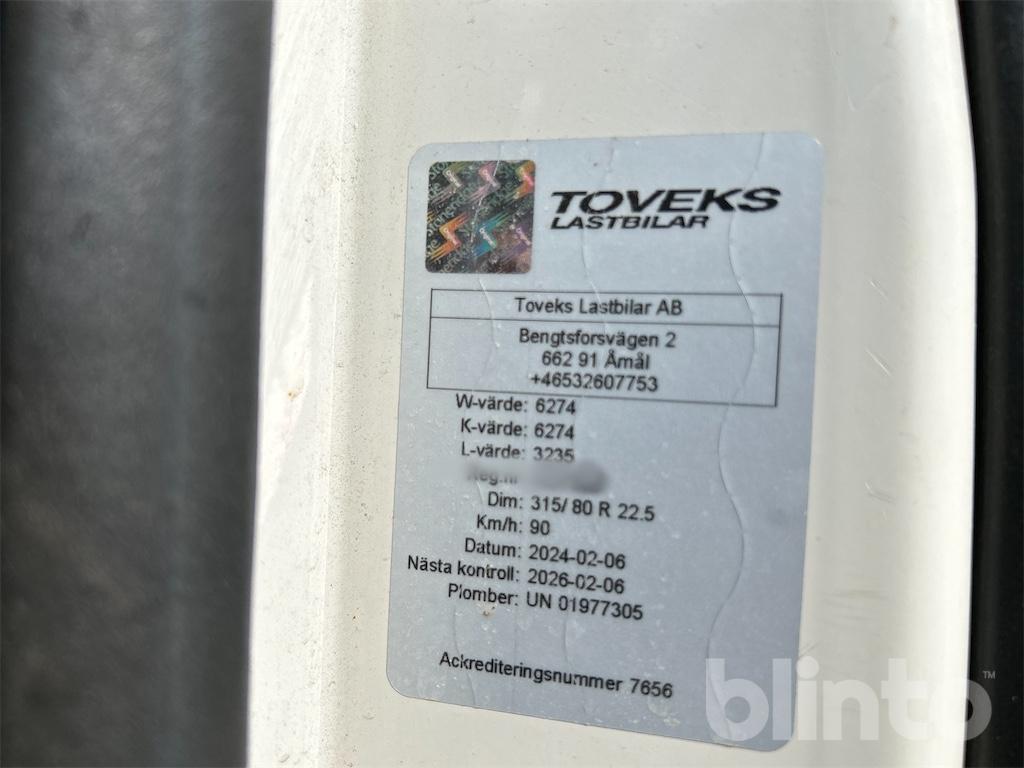 TOVEKS
LASTBILAR
Toveks Lastbilar AB
Bengtsforsvägen 2
662 91 Åmål
+46532607753
W-värde: 6274
K-värde: 6274
L-värde: 3235
Dim: 315/ 80 R 22.5
Km/h: 90
Datum: 2024-02-06
Nästa kontroll: 2026-02-06
Plomber: UN 01977305
Ackrediteringsnummer 7656
blinto™